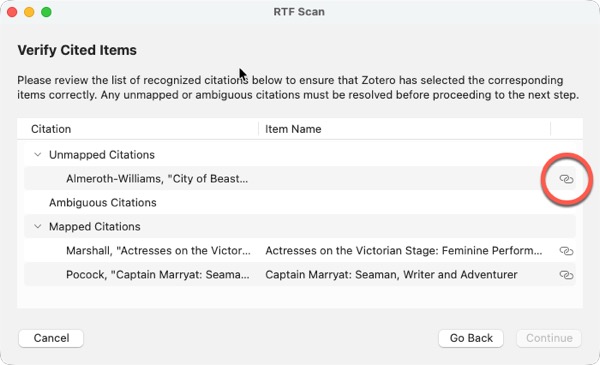 RTF Scan
Verify Cited Items
Please review the list of recognized citations below to ensure that Zotero has selected the corresponding
items correctly. Any unmapped or ambiguous citations must be resolved before proceeding to the next step.
Citation Item Name
Unmapped Citations
Almeroth-Williams, "City of Beast...
Ambiguous Citations
Mapped Citations
Marshall, "Actresses on the Victor... Actresses on the Victorian Stage: Feminine Perform...
Pocock, "Captain Marryat: Seama... Captain Marryat: Seaman, Writer and Adventurer
Cancel Go Back Continue